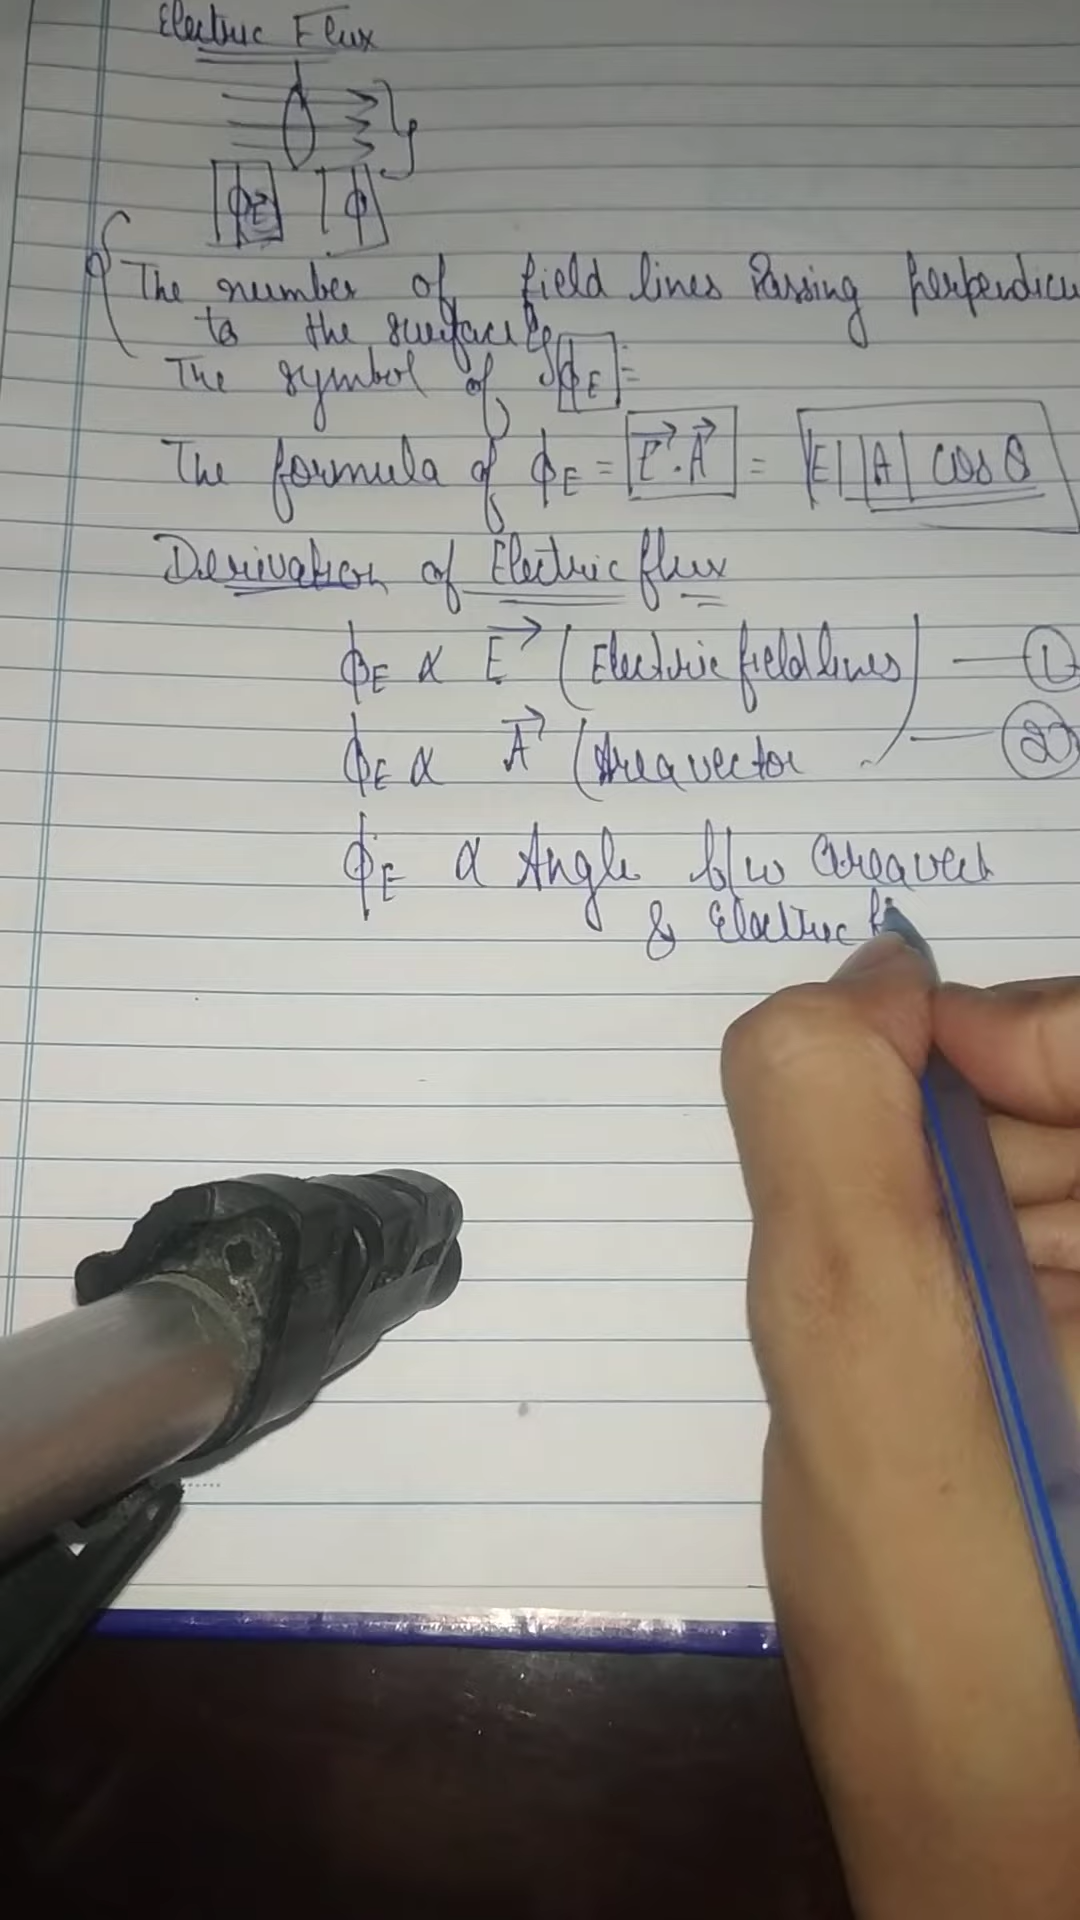 Electric Flux
ϕE ϕ
The number of field lines Passing perpendicu
to the surface
The symbol of ϕE =
The formula of ϕE = E⃗.A⃗ = |E||A| cos θ
Derivation of Electric flux
ϕE ∝ E⃗ (Electric field lines) — ①
ϕE ∝ A⃗ (Area vector) — ②
ϕE ∝ Angle b/w Areavect
& Electric f